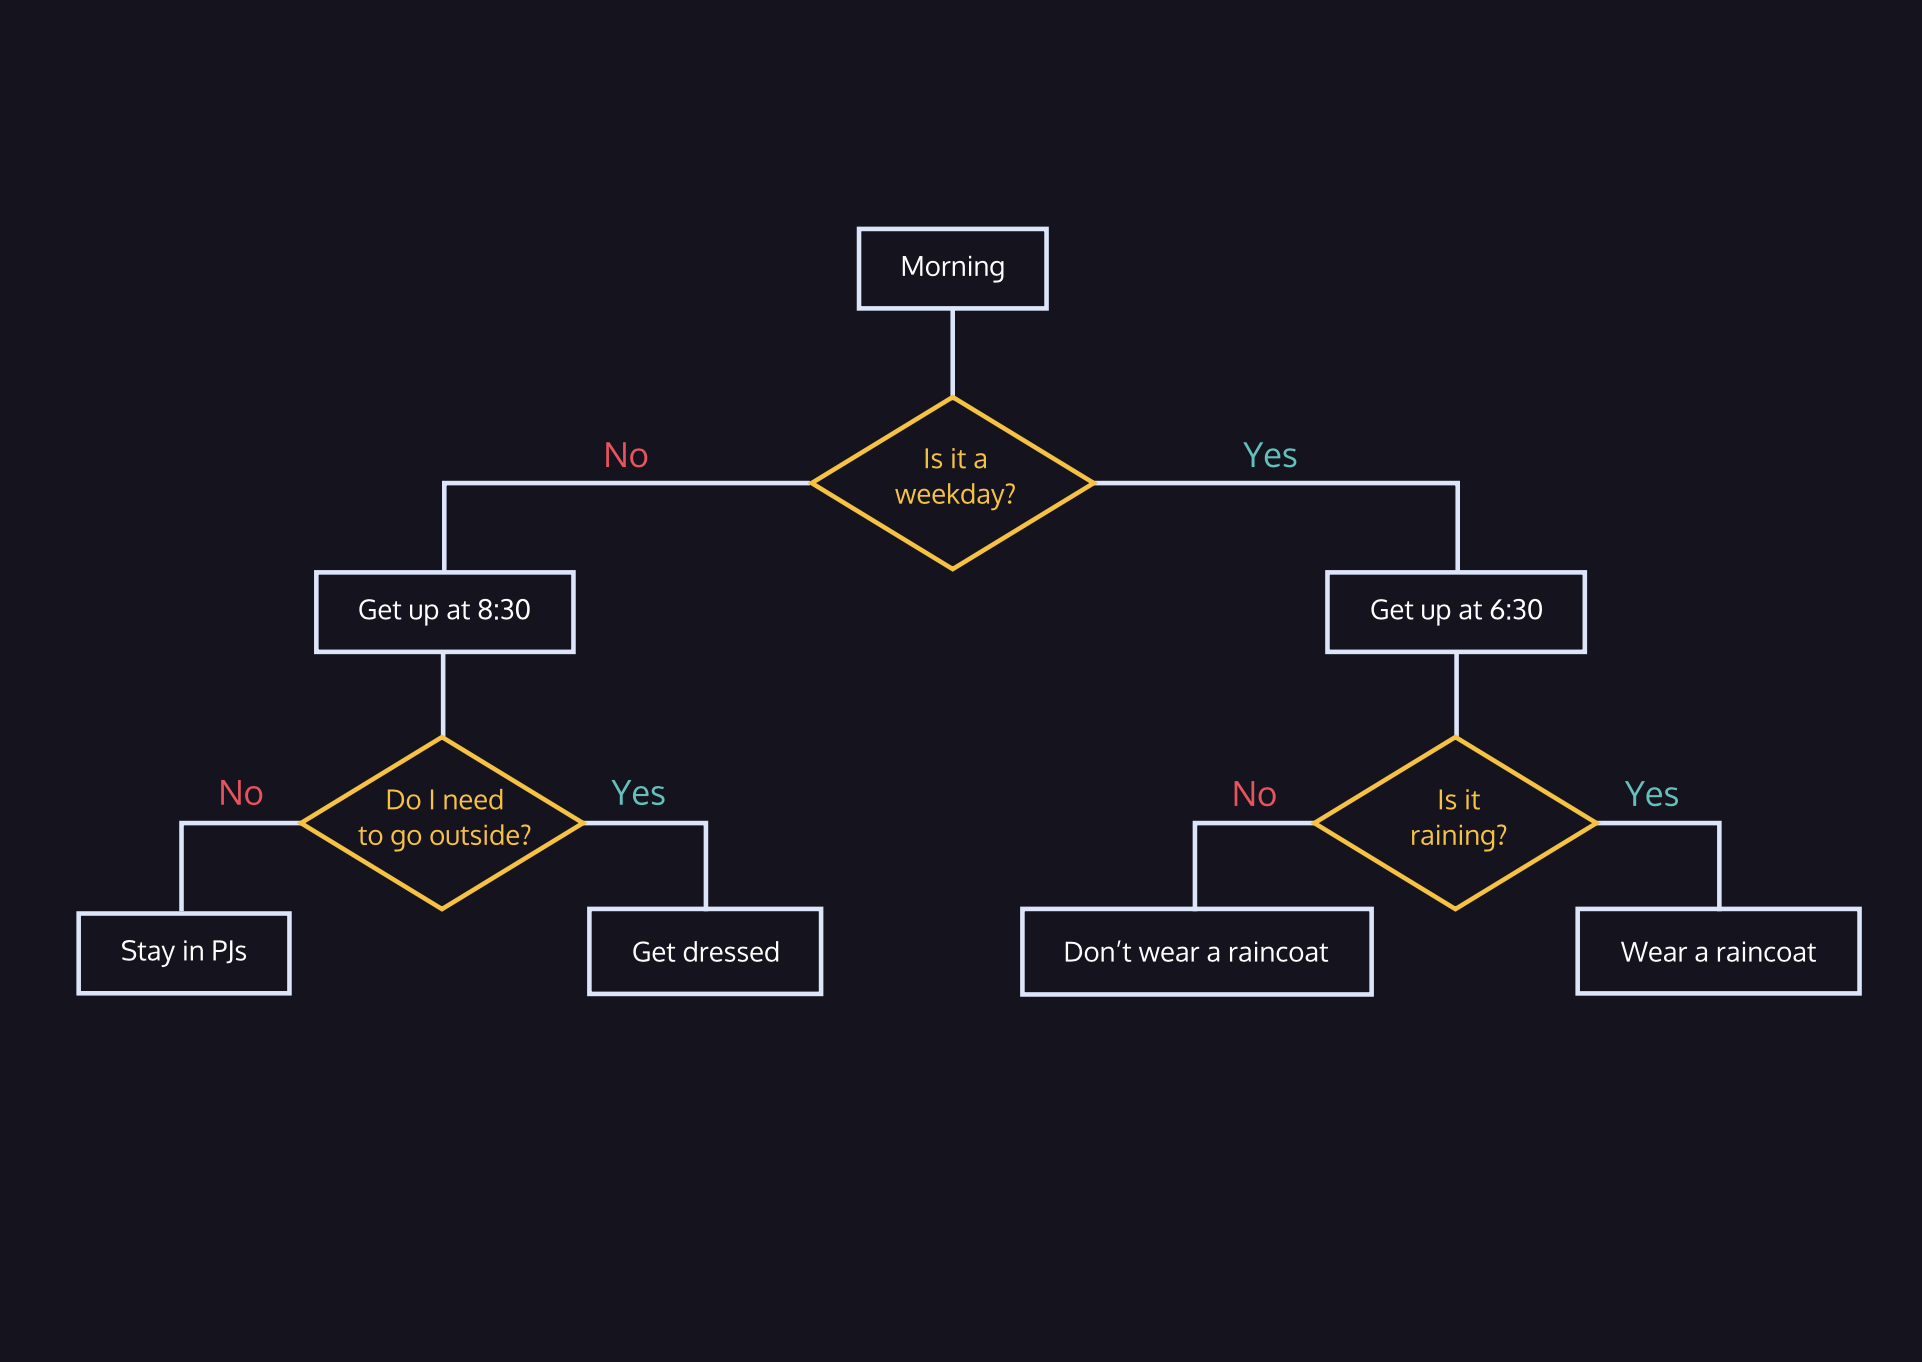 Morning
No
Is it a
weekday?
Yes
Get up at 8:30
Get up at 6:30
No
Do I need
to go outside?
Yes
No
Is it
raining?
Yes
Stay in PJs
Get dressed
Don’t wear a raincoat
Wear a raincoat